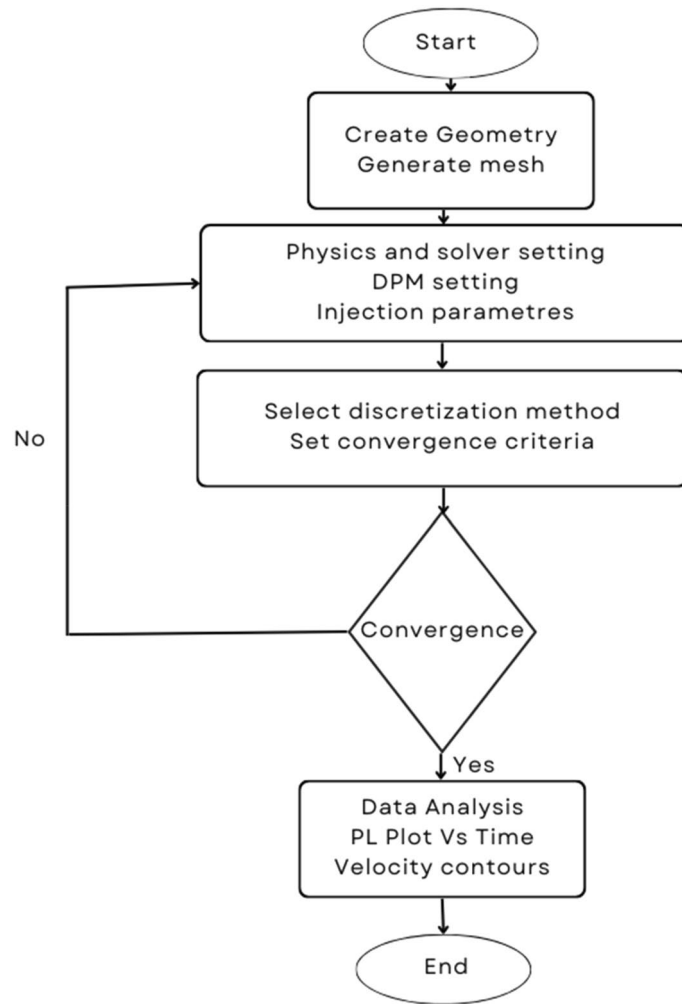 Start
Create Geometry
Generate mesh
Physics and solver setting
DPM setting
Injection parametres
Select discretization method
Set convergence criteria
No
Convergence
Yes
Data Analysis
PL Plot Vs Time
Velocity contours
End